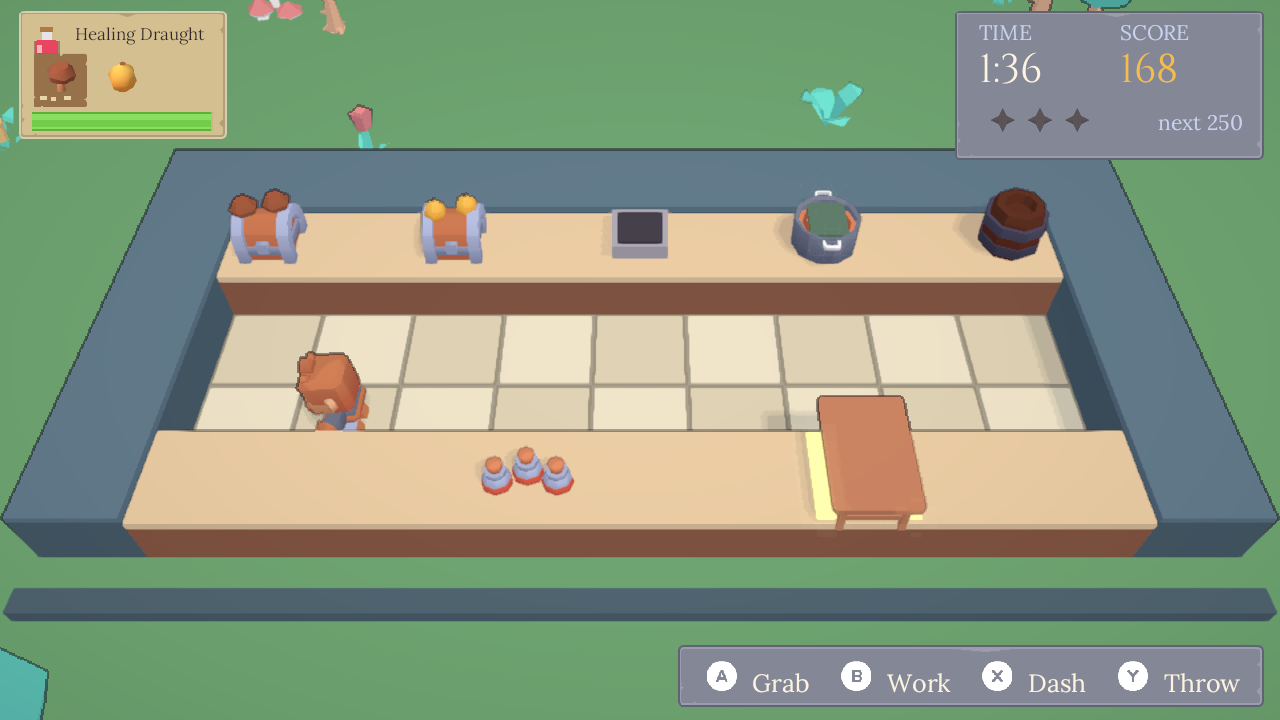 Healing Draught
TIME
SCORE
1:36
168
next 250
A Grab
B Work
X Dash
Y Throw